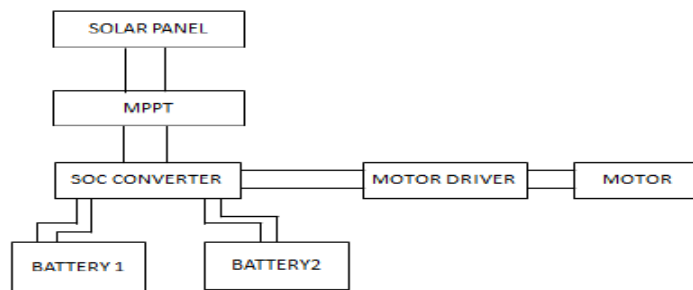 SOLAR PANEL
MPPT
SOC CONVERTER
MOTOR DRIVER
MOTOR
BATTERY 1
BATTERY2